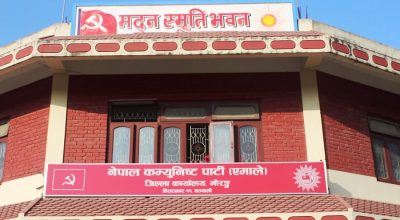 मदन स्मृति भवन
नेपाल कम्युनिष्ट पार्टी (एमाले)
जिल्ला कार्यालय, मोरङ्ग